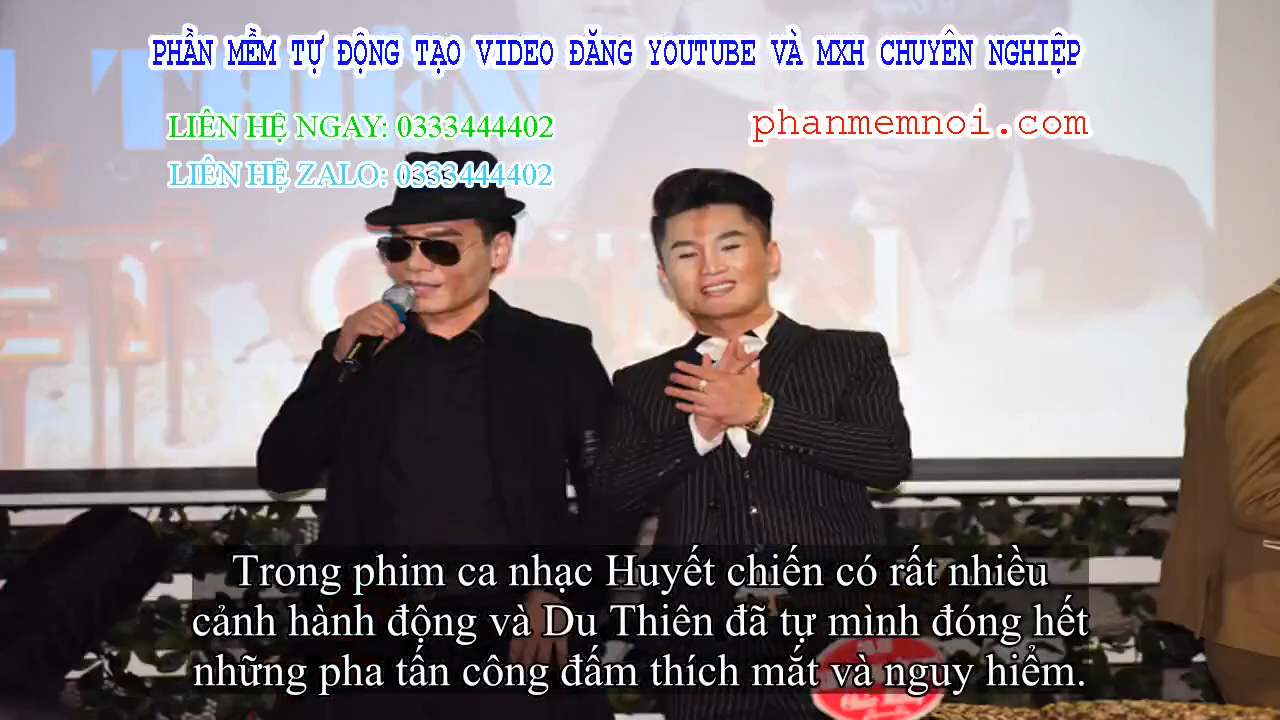 PHẦN MỀM TỰ ĐỘNG TẠO VIDEO ĐĂNG YOUTUBE VÀ MXH CHUYÊN NGHIỆP
LIÊN HỆ NGAY: 0333444402
phanmemnoi.com
LIÊN HỆ ZALO: 0333444402
THIÊN
Trong phim ca nhạc Huyết chiến có rất nhiều
cảnh hành động và Du Thiên đã tự mình đóng hết
những pha tấn công đấm thích mắt và nguy hiểm.